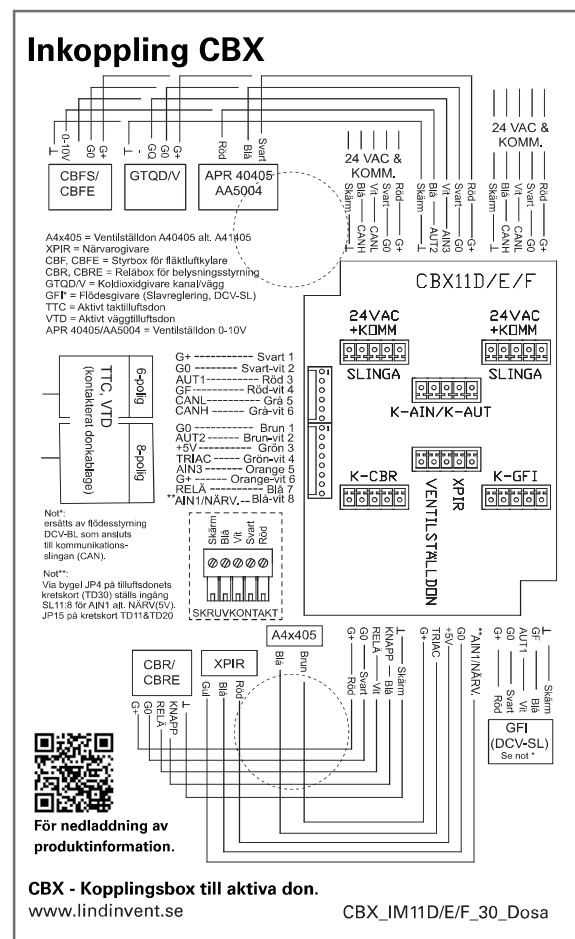 Inkoppling CBX
⊥
0-10V
G0
G+
CBFS/
CBFE
⊥
-
GQ
G0
G+
GTQD/V
Röd
Blå
Svart
APR 40405
AA5004
24 VAC &
KOMM.
Skärm ⊥
Blå CANH
Vit CANL
Svart G0
Röd G+
Skärm ⊥
Blå AUT2
Vit AIN3
Svart G0
Röd G+
24 VAC &
KOMM.
Skärm ⊥
Blå CANH
Vit CANL
Svart G0
Röd G+
A4x405 = Ventilställdon A40405 alt. A41405
XPIR = Närvarogivare
CBF, CBFE = Styrbox för fläktluftkylare
CBR, CBRE = Reläbox för belysningsstyrning
GTQD/V = Koldioxidgivare kanal/vägg
GFI* = Flödesgivare (Slavreglering, DCV-SL)
TTC = Aktivt taktilluftsdon
VTD = Aktivt väggtilluftsdon
APR 40405/AA5004 = Ventilställdon 0-10V
CBX11D/E/F
24VAC
+KOMM
SLINGA
24VAC
+KOMM
SLINGA
K-AIN/K-AUT
K-CBR
XPIR
VENTILSTÄLLDON
K-GFI
TTC, VTD
(kontakterat donkablage)
6-polig
8-polig
G+ Svart 1
G0 Svart-vit 2
AUT1 Röd 3
GF Röd-vit 4
CANL Grå 5
CANH Grå-vit 6
G0 Brun 1
AUT2 Brun-vit 2
+5V Grön 3
TRIAC Grön-vit 4
AIN3 Orange 5
G+ Orange-vit 6
RELÄ Blå 7
**AIN1/NÄRV. Blå-vit 8
Not*:
ersätts av flödesstyrning
DCV-BL som ansluts
till kommunikations-
slingan (CAN).
Not**:
Via bygel JP4 på tilluftsdonets
kretskort (TD30) ställs ingång
SL11:8 för AIN1 alt. NÄRV(5V).
JP15 på kretskort TD11&TD20
Skärm
Blå
Vit
Svart
Röd
SKRUVKONTAKT
A4x405
Blå
Brun
CBR/
CBRE
G+
G0
RELÄ
KNAPP
⊥
XPIR
Gul
Blå
Röd
G+ Röd
G0 Svart
RELÄ Vit
KNAPP Blå
⊥ Skärm
G+
TRIAC
+5V
G0
**AIN1/NÄRV.
G+ Röd
G0 Svart
AUT1 Vit
GF Blå
⊥ Skärm
GFI
(DCV-SL)
Se not *
För nedladdning av
produktinformation.
CBX - Kopplingsbox till aktiva don.
www.lindinvent.se
CBX_IM11D/E/F_30_Dosa